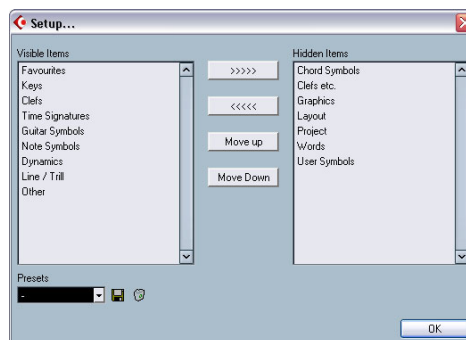 Setup...
Visible Items
Favourites
Keys
Clefs
Time Signatures
Guitar Symbols
Note Symbols
Dynamics
Line / Trill
Other
>>>>>
<<<<<
Move up
Move Down
Hidden Items
Chord Symbols
Clefs etc.
Graphics
Layout
Project
Words
User Symbols
Presets
-
OK